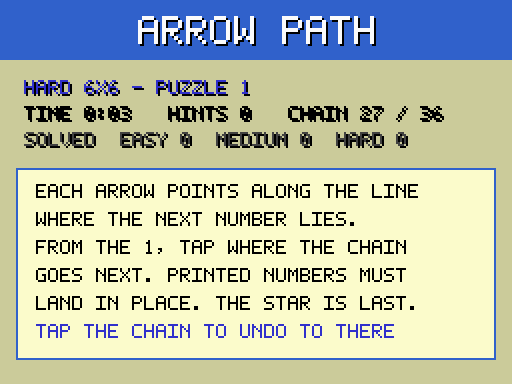 ARROW PATH
HARD 6X6 - PUZZLE 1
TIME 0:03 HINTS 0 CHAIN 27 / 36
SOLVED EASY 0 MEDIUM 0 HARD 0
EACH ARROW POINTS ALONG THE LINE
WHERE THE NEXT NUMBER LIES.
FROM THE 1, TAP WHERE THE CHAIN
GOES NEXT. PRINTED NUMBERS MUST
LAND IN PLACE. THE STAR IS LAST.
TAP THE CHAIN TO UNDO TO THERE